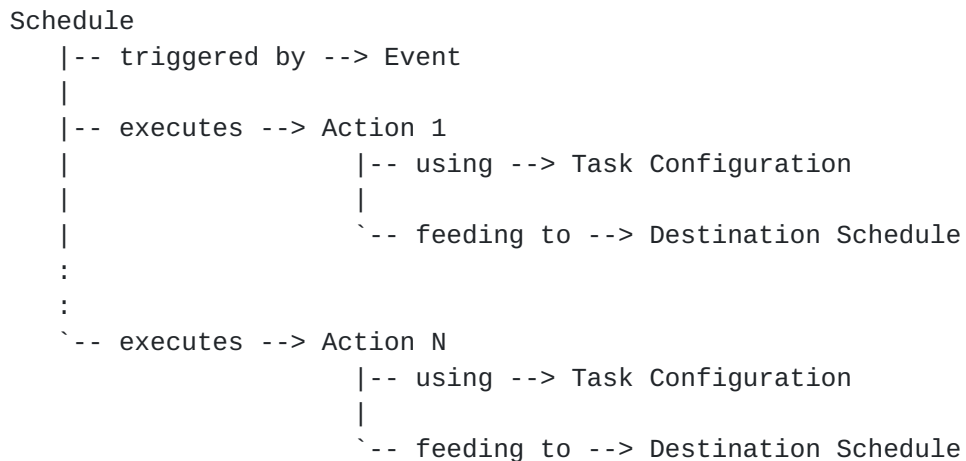 Schedule
   |-- triggered by --> Event
   |
   |-- executes --> Action 1
   |                  |-- using --> Task Configuration
   |                  |
   |                  `-- feeding to --> Destination Schedule
   :
   :
   `-- executes --> Action N
                      |-- using --> Task Configuration
                      |
                      `-- feeding to --> Destination Schedule